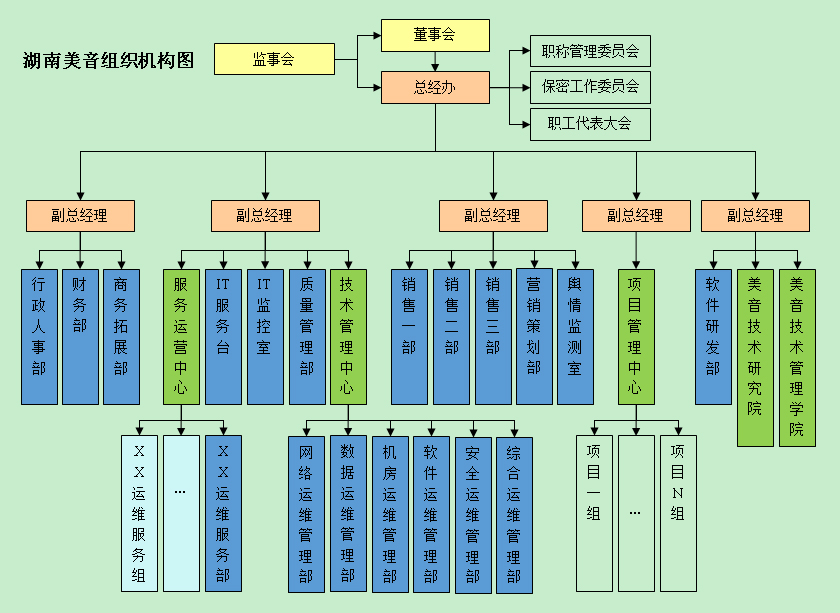 湖南美音组织机构图
监事会
董事会
总经办
职称管理委员会
保密工作委员会
职工代表大会
副总经理
副总经理
副总经理
副总经理
副总经理
行政人事部
财务部
商务拓展部
服务运营中心
IT服务台
IT监控室
质量管理部
技术管理中心
销售一部
销售二部
销售三部
营销策划部
舆情监测室
项目管理中心
软件研发部
美音技术研究院
美音技术管理学院
XX运维服务组
...
XX运维服务部
网络运维管理部
数据运维管理部
机房运维管理部
软件运维管理部
安全运维管理部
综合运维管理部
项目一组
...
项目N组